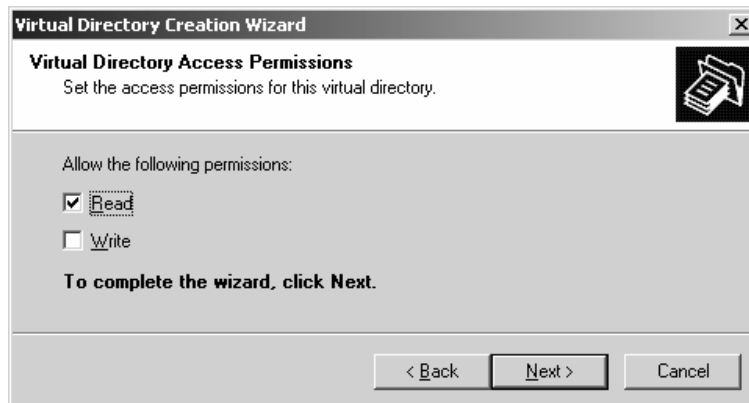 Virtual Directory Creation Wizard
Virtual Directory Access Permissions
Set the access permissions for this virtual directory.
Allow the following permissions:
Read
Write
To complete the wizard, click Next.
< Back
Next >
Cancel